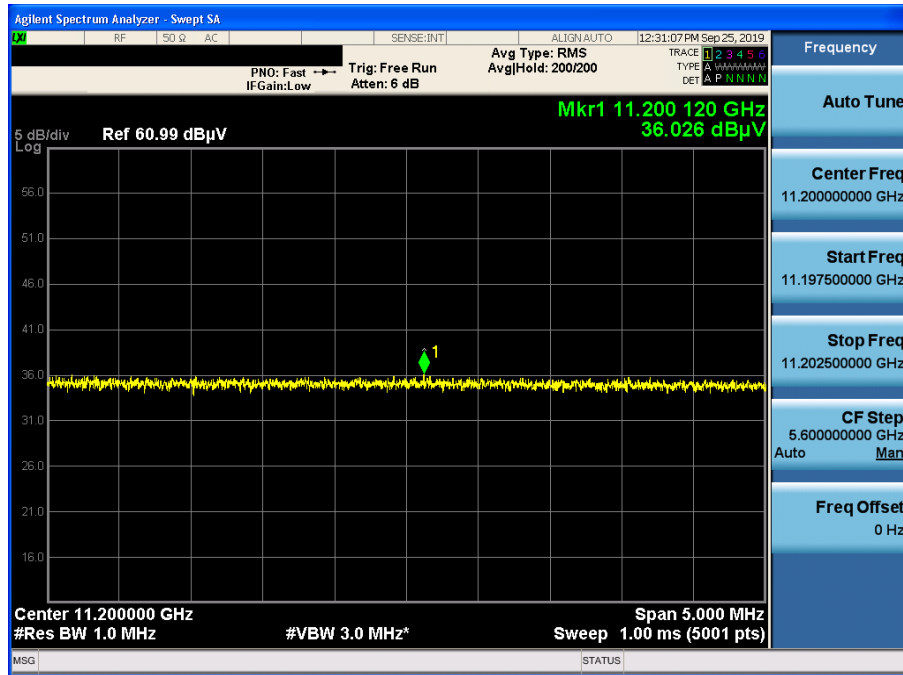 Agilent Spectrum Analyzer - Swept SA
LXI RF 50 Ω AC SENSE:INT ALIGN AUTO 12:31:07 PM Sep 25, 2019
Frequency
PNO: Fast
IFGain:Low
Trig: Free Run
Atten: 6 dB
Avg Type: RMS
Avg|Hold: 200/200
TRACE 1 2 3 4 5 6
TYPE A WWWWW
DET A P N N N N
Auto Tune
Mkr1 11.200 120 GHz
36.026 dBµV
5 dB/div
Log
Ref 60.99 dBµV
56.0
51.0
46.0
41.0
36.0
31.0
26.0
21.0
16.0
1
Center Freq
11.200000000 GHz
Start Freq
11.197500000 GHz
Stop Freq
11.202500000 GHz
CF Step
5.600000000 GHz
Auto Man
Freq Offset
0 Hz
Center 11.200000 GHz
#Res BW 1.0 MHz
#VBW 3.0 MHz*
Span 5.000 MHz
Sweep 1.00 ms (5001 pts)
MSG
STATUS